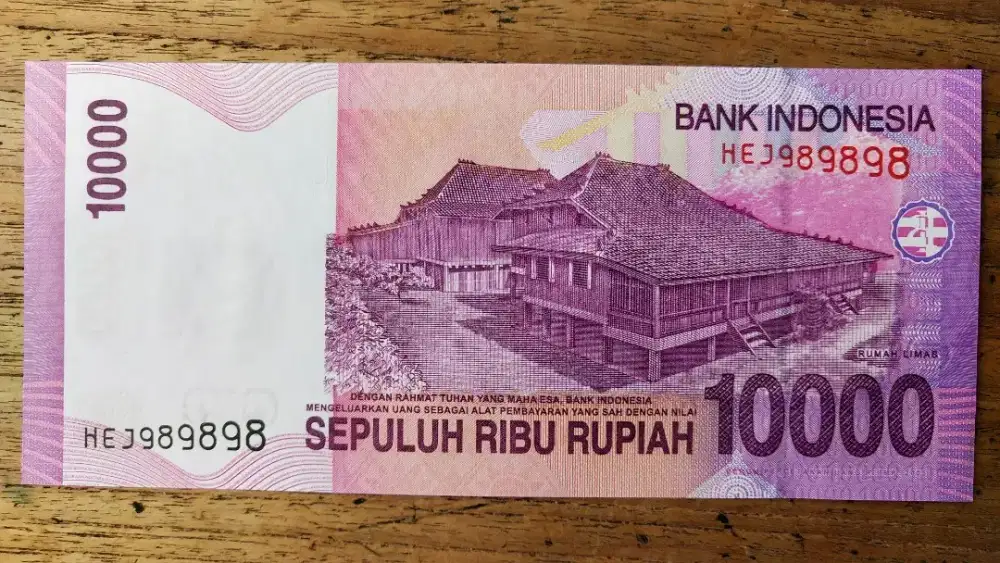 10000
BANK INDONESIA
HEJ989898
RUMAH LIMAS
DENGAN RAHMAT TUHAN YANG MAHA ESA, BANK INDONESIA
MENGELUARKAN UANG SEBAGAI ALAT PEMBAYARAN YANG SAH DENGAN NILAI
SEPULUH RIBU RUPIAH
10000
HEJ989898